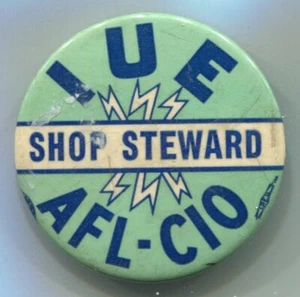 IUE
SHOP STEWARD
AFL-CIO